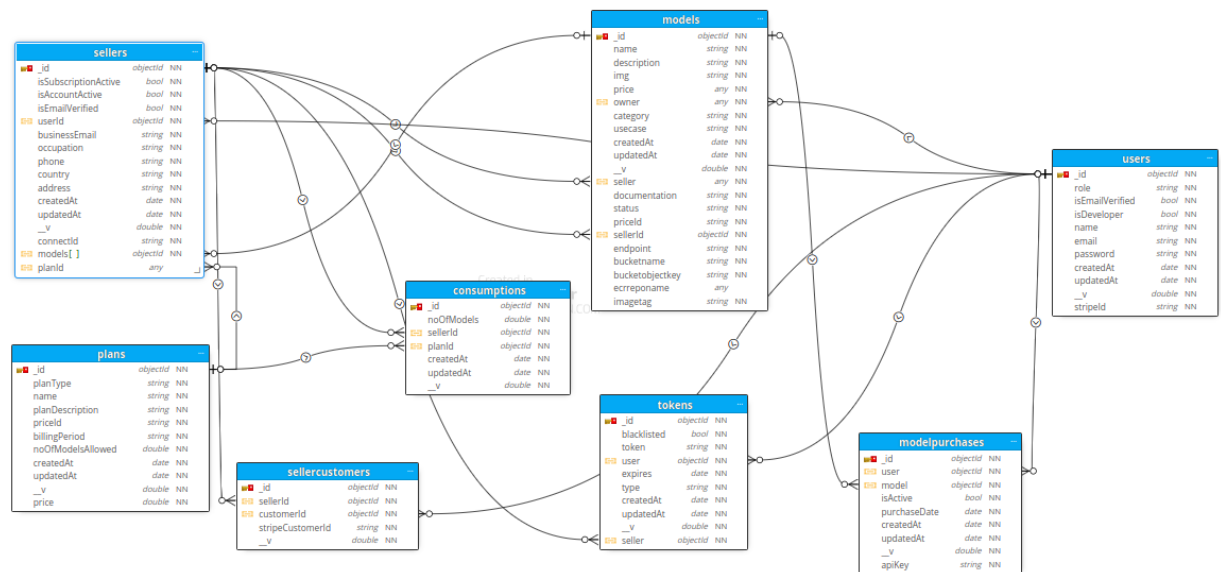 models
_id objectId NN
name string NN
description string NN
img string NN
price any NN
owner any NN
category string NN
usecase string NN
createdAt date NN
updatedAt date NN
__v double NN
seller any NN
documentation string NN
status string NN
priceId string NN
sellerId objectId NN
endpoint string NN
bucketname string NN
bucketobjectkey string NN
ecrreponame any
imagetag string NN
sellers
_id objectId NN
isSubscriptionActive bool NN
isAccountActive bool NN
isEmailVerified bool NN
userId objectId NN
businessEmail string NN
occupation string NN
phone string NN
country string NN
address string NN
createdAt date NN
updatedAt date NN
__v double NN
connectId string NN
models[ ] objectId NN
planId any
users
_id objectId NN
role string NN
isEmailVerified bool NN
isDeveloper bool NN
name string NN
email string NN
password string NN
createdAt date NN
updatedAt date NN
__v double NN
stripeId string NN
Created in
consumptions
_id objectId NN
noOfModels double NN
sellerId objectId NN
planId objectId NN
createdAt date NN
updatedAt date NN
__v double NN
plans
_id objectId NN
planType string NN
name string NN
planDescription string NN
priceId string NN
billingPeriod string NN
noOfModelsAllowed double NN
createdAt date NN
updatedAt date NN
__v double NN
price double NN
tokens
_id objectId NN
blacklisted bool NN
token string NN
user objectId NN
expires date NN
type string NN
createdAt date NN
updatedAt date NN
__v double NN
seller objectId NN
modelpurchases
_id objectId NN
user objectId NN
model objectId NN
isActive bool NN
purchaseDate date NN
createdAt date NN
updatedAt date NN
__v double NN
apiKey string NN
sellercustomers
_id objectId NN
sellerId objectId NN
customerId objectId NN
stripeCustomerId string NN
__v double NN